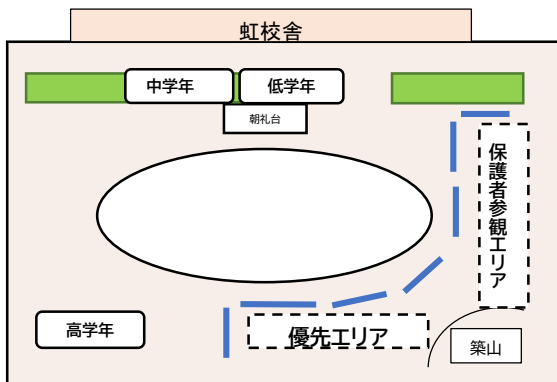 虹校舎
中学年
低学年
朝礼台
保護者参観エリア
高学年
優先エリア
築山